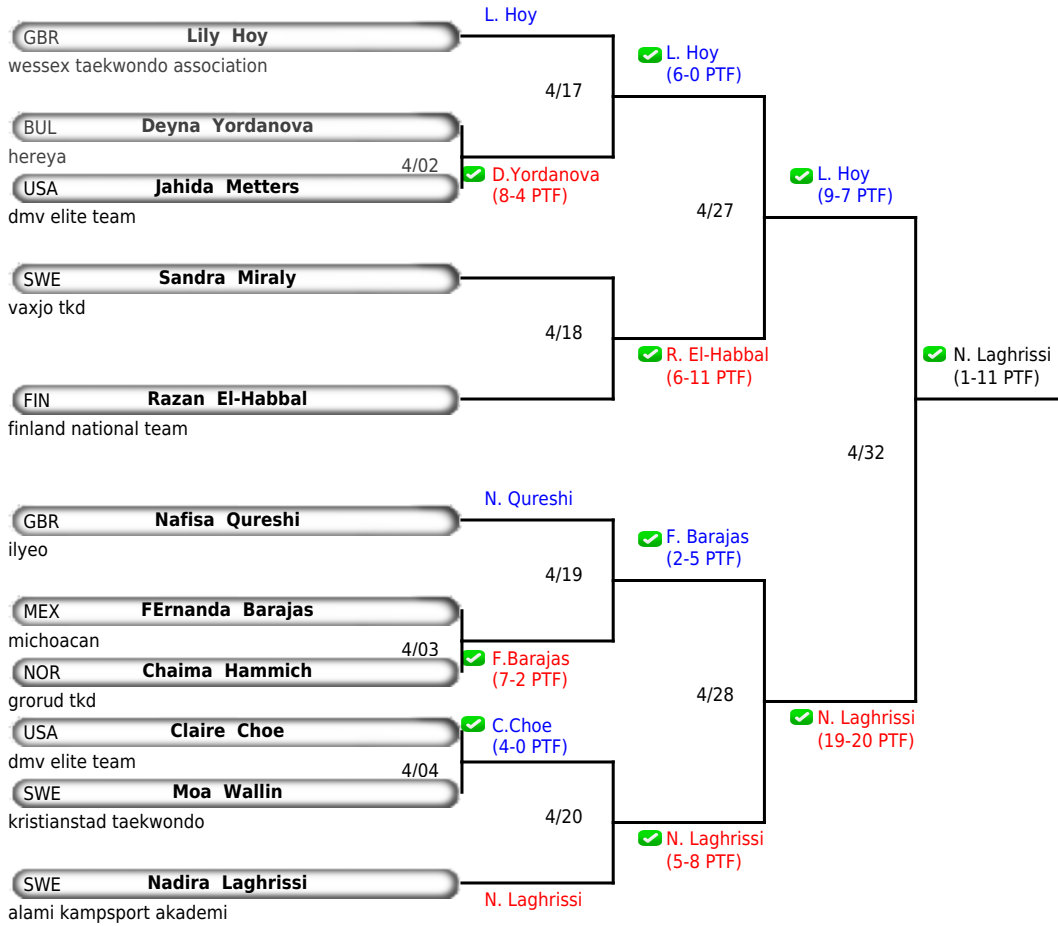 L. Hoy
GBR Lily Hoy
wessex taekwondo association
L. Hoy
(6-0 PTF)
4/17
BUL Deyna Yordanova
hereya
4/02
D.Yordanova
(8-4 PTF)
USA Jahida Metters
dmv elite team
L. Hoy
(9-7 PTF)
4/27
SWE Sandra Miraly
vaxjo tkd
4/18
R. El-Habbal
(6-11 PTF)
N. Laghrissi
(1-11 PTF)
FIN Razan El-Habbal
finland national team
4/32
N. Qureshi
GBR Nafisa Qureshi
ilyeo
F. Barajas
(2-5 PTF)
4/19
MEX FErnanda Barajas
michoacan
4/03
F.Barajas
(7-2 PTF)
NOR Chaima Hammich
grorud tkd
4/28
N. Laghrissi
(19-20 PTF)
USA Claire Choe
C.Choe
(4-0 PTF)
dmv elite team
4/04
SWE Moa Wallin
kristianstad taekwondo
4/20
N. Laghrissi
(5-8 PTF)
SWE Nadira Laghrissi
N. Laghrissi
alami kampsport akademi